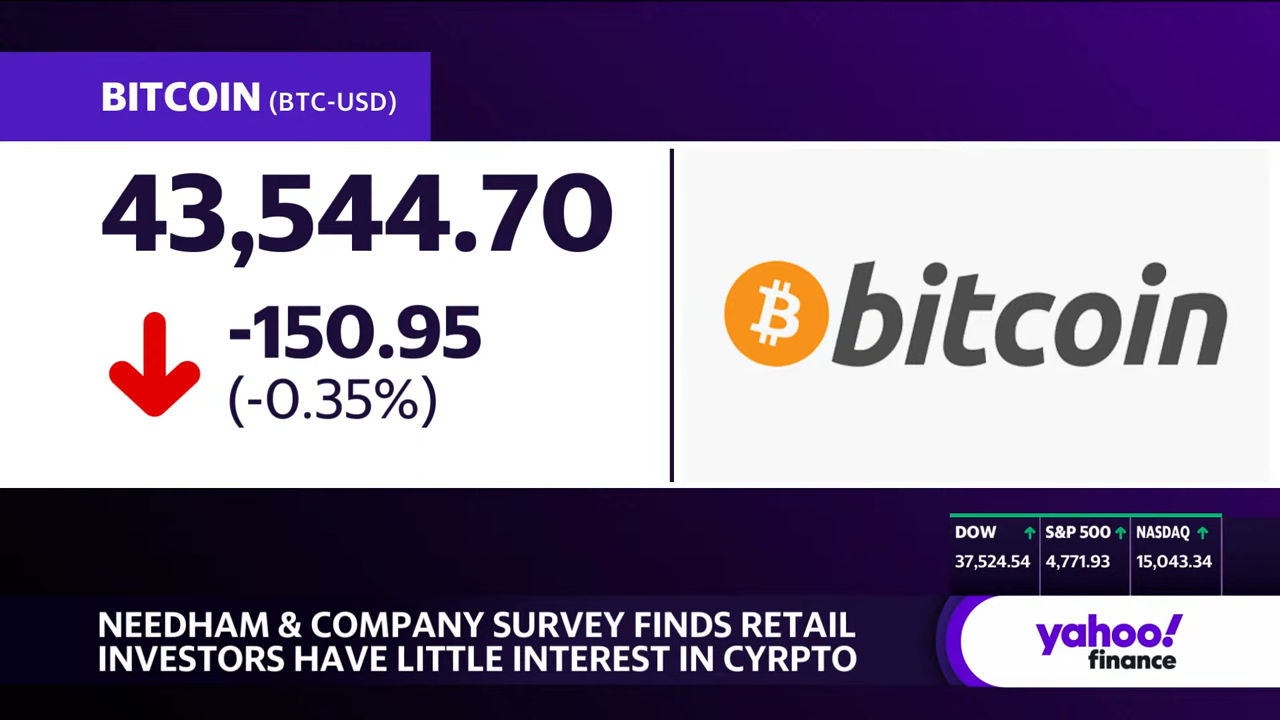 BITCOIN (BTC-USD)
43,544.70
-150.95
(-0.35%)
bitcoin
DOW S&P 500 NASDAQ
37,524.54 4,771.93 15,043.34
NEEDHAM & COMPANY SURVEY FINDS RETAIL
INVESTORS HAVE LITTLE INTEREST IN CYRPTO
yahoo!
finance